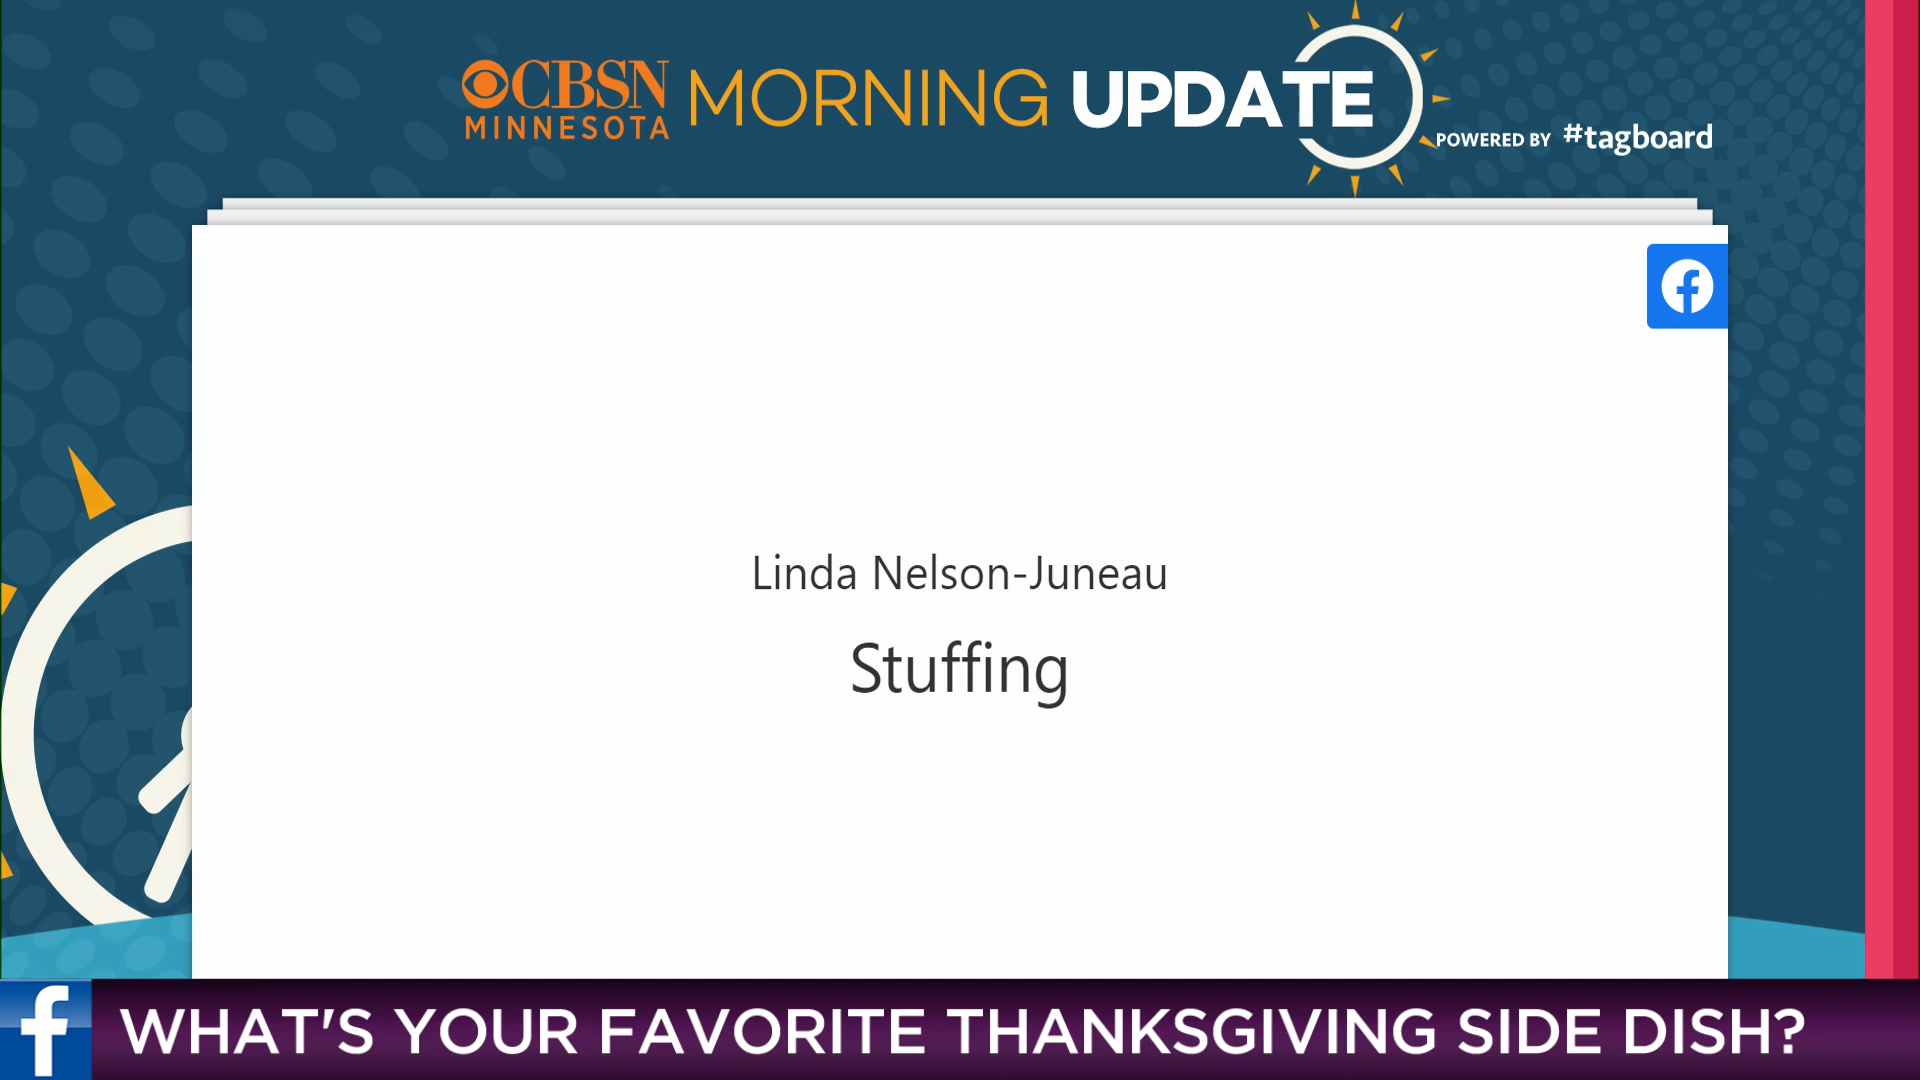 CBSN MORNING UPDATE
MINNESOTA
POWERED BY #tagboard
Linda Nelson-Juneau
Stuffing
WHAT'S YOUR FAVORITE THANKSGIVING SIDE DISH?